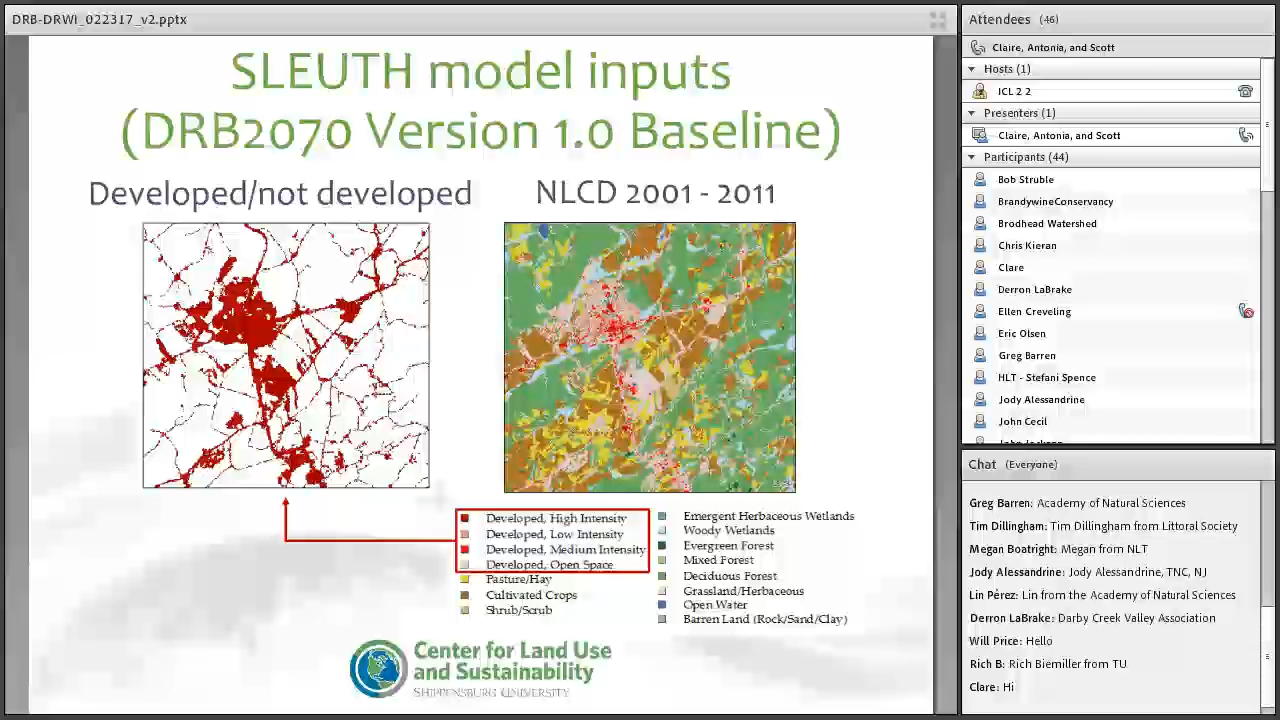 DRB-DRWI_022317_v2.pptx
SLEUTH model inputs
(DRB2070 Version 1.0 Baseline)
Developed/not developed
NLCD 2001 - 2011
Developed, High Intensity
Developed, Low Intensity
Developed, Medium Intensity
Developed, Open Space
Pasture/Hay
Cultivated Crops
Shrub/Scrub
Emergent Herbaceous Wetlands
Woody Wetlands
Evergreen Forest
Mixed Forest
Deciduous Forest
Grassland/Herbaceous
Open Water
Barren Land (Rock/Sand/Clay)
Center for Land Use
and Sustainability
SHIPPENSBURG UNIVERSITY
Attendees (46)
Claire, Antonia, and Scott
Hosts (1)
ICL 2 2
Presenters (1)
Claire, Antonia, and Scott
Participants (44)
Bob Struble
BrandywineConservancy
Brodhead Watershed
Chris Kieran
Clare
Derron LaBrake
Ellen Creveling
Eric Olsen
Greg Barren
HLT - Stefani Spence
Jody Alessandrine
John Cecil
Chat (Everyone)
Greg Barren: Academy of Natural Sciences
Tim Dillingham: Tim Dillingham from Littoral Society
Megan Boatright: Megan from NLT
Jody Alessandrine: Jody Alessandrine, TNC, NJ
Lin Pérez: Lin from the Academy of Natural Sciences
Derron LaBrake: Darby Creek Valley Association
Will Price: Hello
Rich B: Rich Biemiller from TU
Clare: Hi